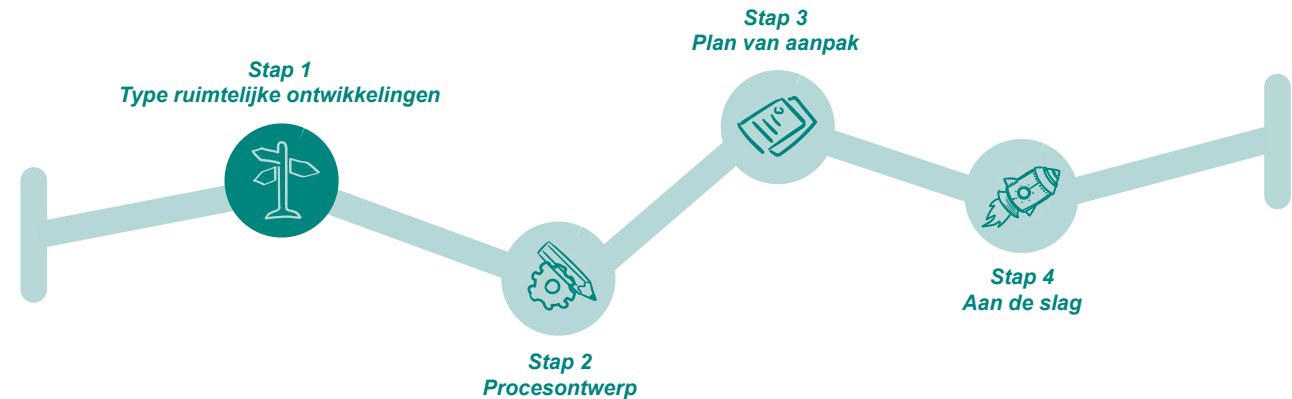 Stap 1
Type ruimtelijke ontwikkelingen
Stap 2
Procesontwerp
Stap 3
Plan van aanpak
Stap 4
Aan de slag